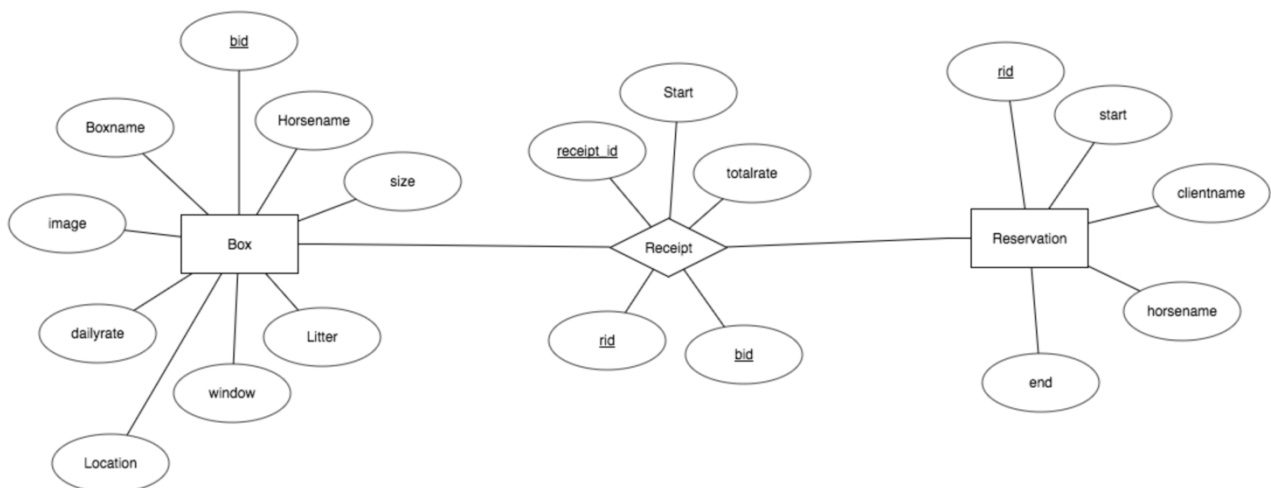 bid
Boxname
Horsename
size
image
Box
dailyrate
Litter
window
Location
Start
receipt_id
totalrate
Receipt
rid
bid
rid
start
clientname
Reservation
horsename
end